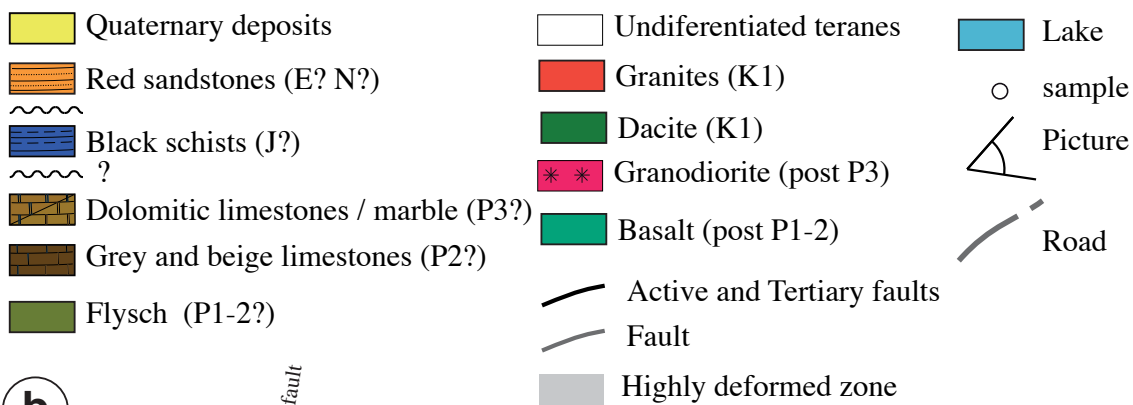 Quaternary deposits
Red sandstones (E? N?)
Black schists (J?)
?
Dolomitic limestones / marble (P3?)
Grey and beige limestones (P2?)
Flysch (P1-2?)
Undiferentiated teranes
Granites (K1)
Dacite (K1)
Granodiorite (post P3)
Basalt (post P1-2)
Active and Tertiary faults
Fault
Highly deformed zone
Lake
sample
Picture
Road
b
fault